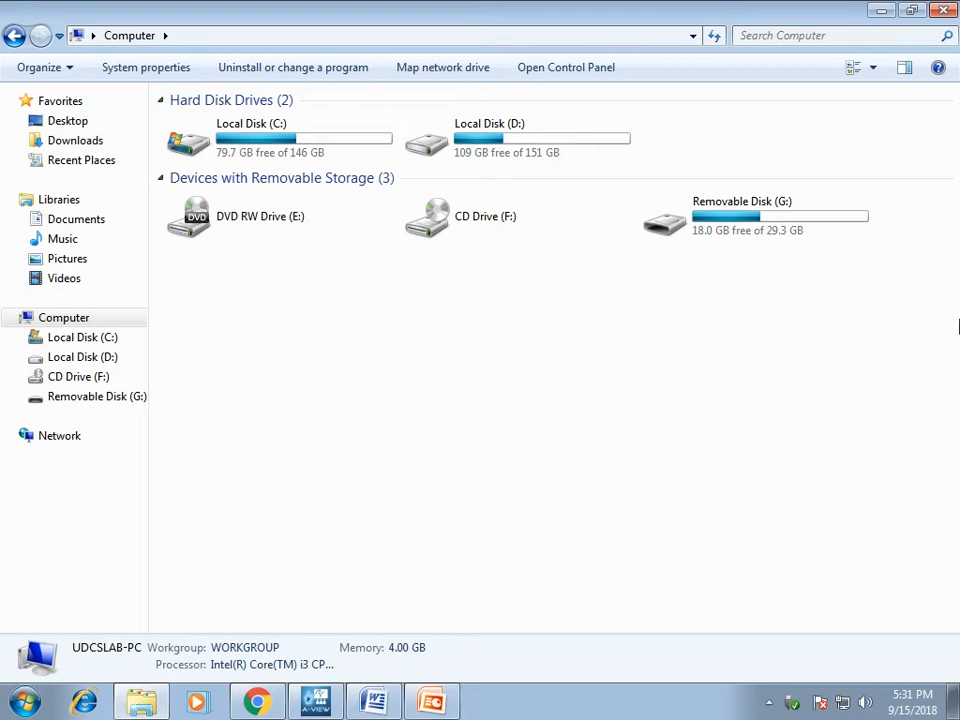 Computer
Search Computer
Organize
System properties
Uninstall or change a program
Map network drive
Open Control Panel
Favorites
Desktop
Downloads
Recent Places
Libraries
Documents
Music
Pictures
Videos
Computer
Local Disk (C:)
Local Disk (D:)
CD Drive (F:)
Removable Disk (G:)
Network
Hard Disk Drives (2)
Local Disk (C:)
79.7 GB free of 146 GB
Local Disk (D:)
109 GB free of 151 GB
Devices with Removable Storage (3)
DVD
DVD RW Drive (E:)
CD Drive (F:)
Removable Disk (G:)
18.0 GB free of 29.3 GB
UDCSLAB-PC Workgroup: WORKGROUP Memory: 4.00 GB
Processor: Intel(R) Core(TM) i3 CP...
A-VIEW
5:31 PM
9/15/2018